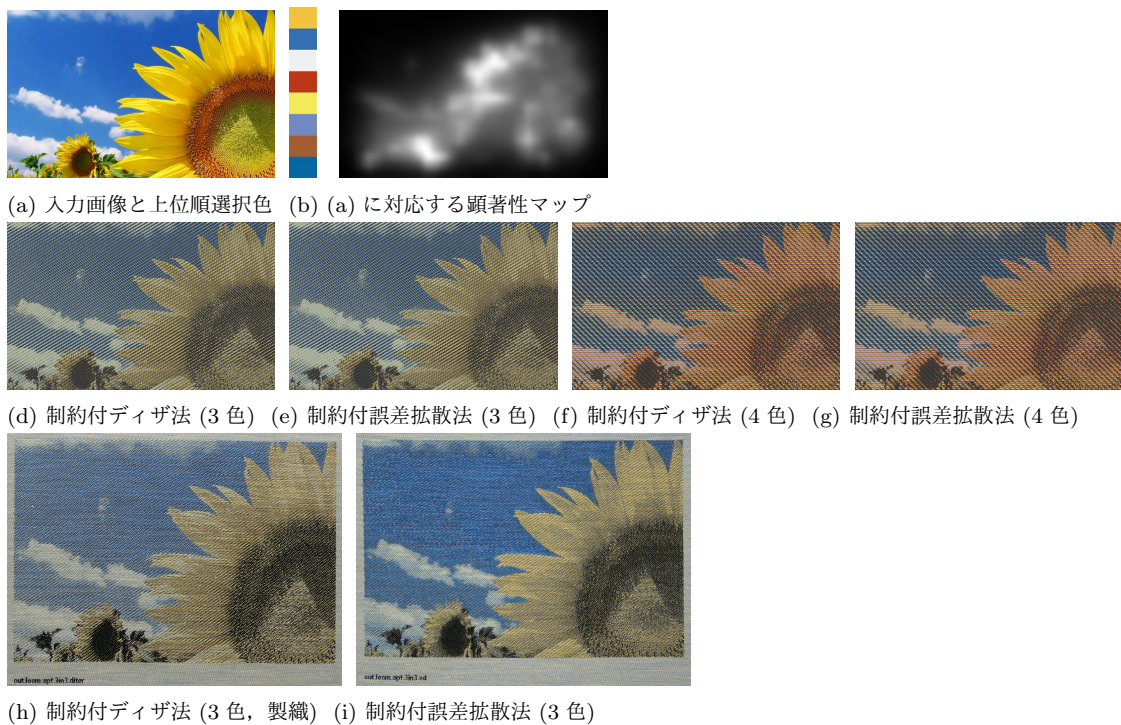 (a) 入力画像と上位順選択色 (b) (a) に対応する顕著性マップ
(d) 制約付ディザ法 (3 色) (e) 制約付誤差拡散法 (3 色) (f) 制約付ディザ法 (4 色) (g) 制約付誤差拡散法 (4 色)
out.loom.apt.3in3.diter
out.loom.apt.3in3.ed
(h) 制約付ディザ法 (3 色，製織) (i) 制約付誤差拡散法 (3 色)